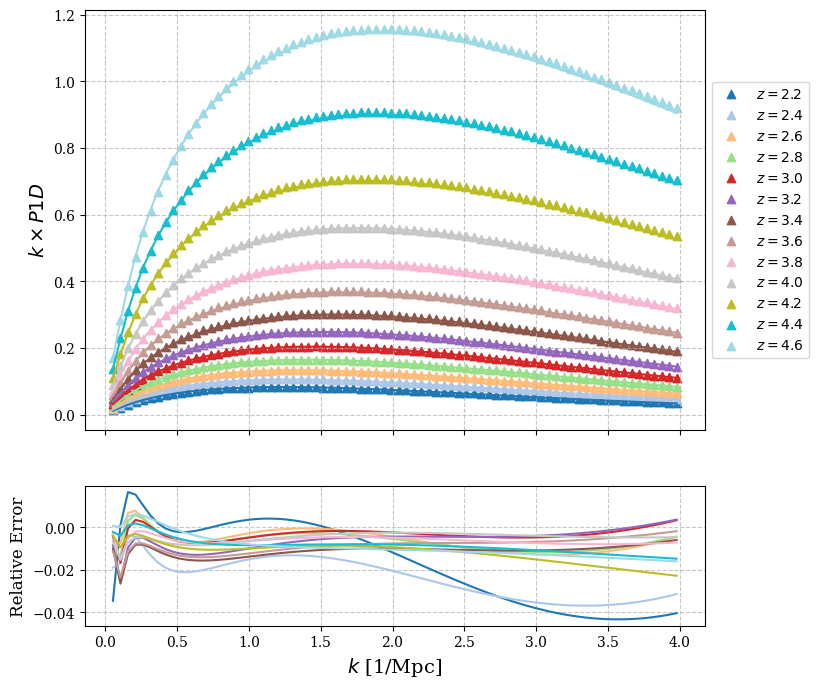 1.2
1.0
0.8
0.6
0.4
0.2
0.0
k × P1D
z = 2.2
z = 2.4
z = 2.6
z = 2.8
z = 3.0
z = 3.2
z = 3.4
z = 3.6
z = 3.8
z = 4.0
z = 4.2
z = 4.4
z = 4.6
0.00
−0.02
−0.04
Relative Error
0.0 0.5 1.0 1.5 2.0 2.5 3.0 3.5 4.0
k [1/Mpc]